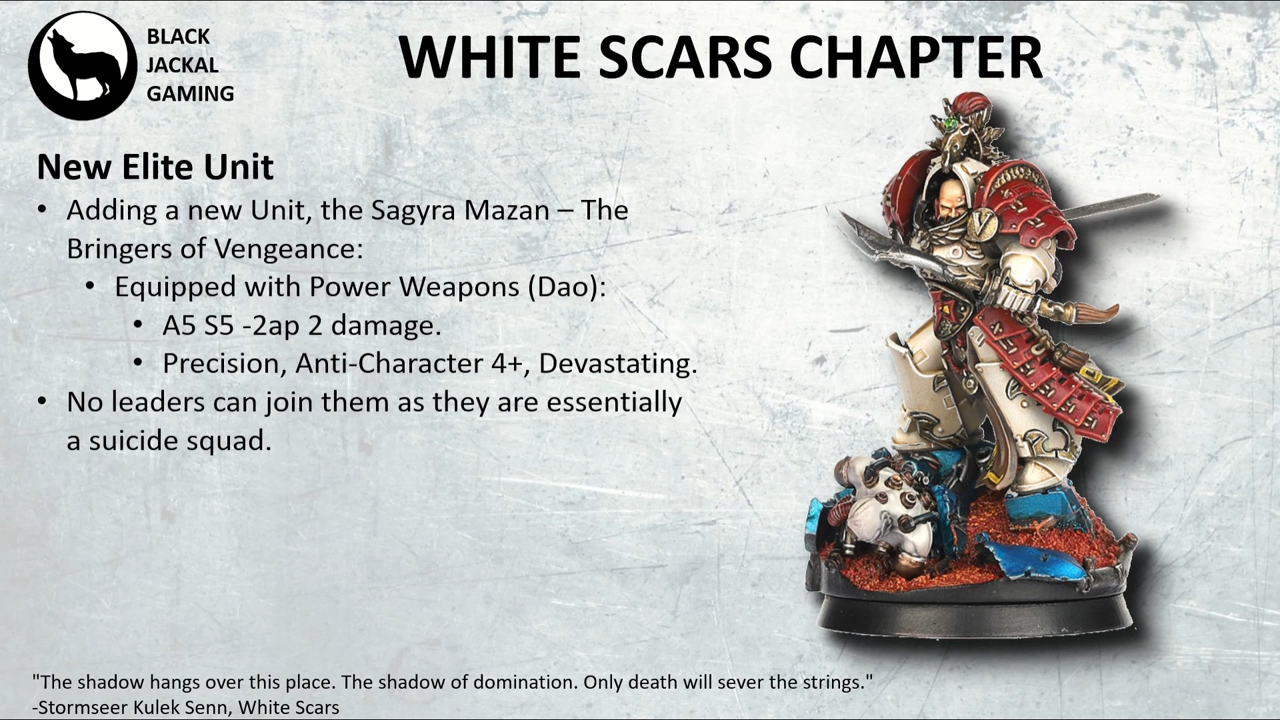 BLACK
JACKAL
GAMING
WHITE SCARS CHAPTER
New Elite Unit
• Adding a new Unit, the Sagyra Mazan – The
Bringers of Vengeance:
• Equipped with Power Weapons (Dao):
• A5 S5 -2ap 2 damage.
• Precision, Anti-Character 4+, Devastating.
• No leaders can join them as they are essentially
a suicide squad.
"The shadow hangs over this place. The shadow of domination. Only death will sever the strings."
-Stormseer Kulek Senn, White Scars